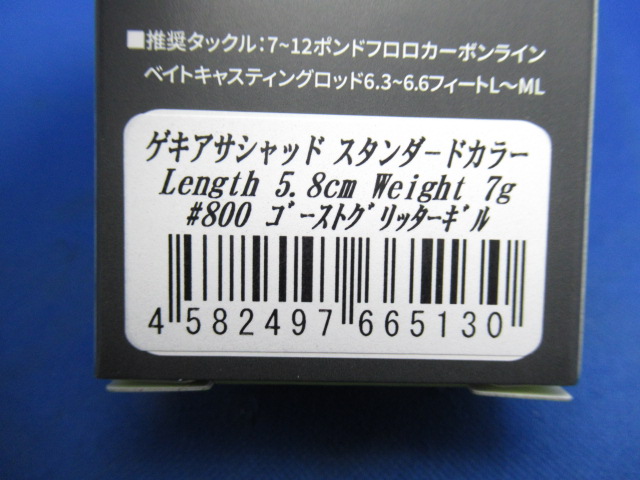 ■推奨タックル:7~12ポンドフロロカーボンライン
ベイトキャスティングロッド6.3~6.6フィートL〜ML
ゲキアサシャッド スタンダードカラー
Length 5.8cm Weight 7g
#800 ゴーストグリッターギル
4 582497 665130